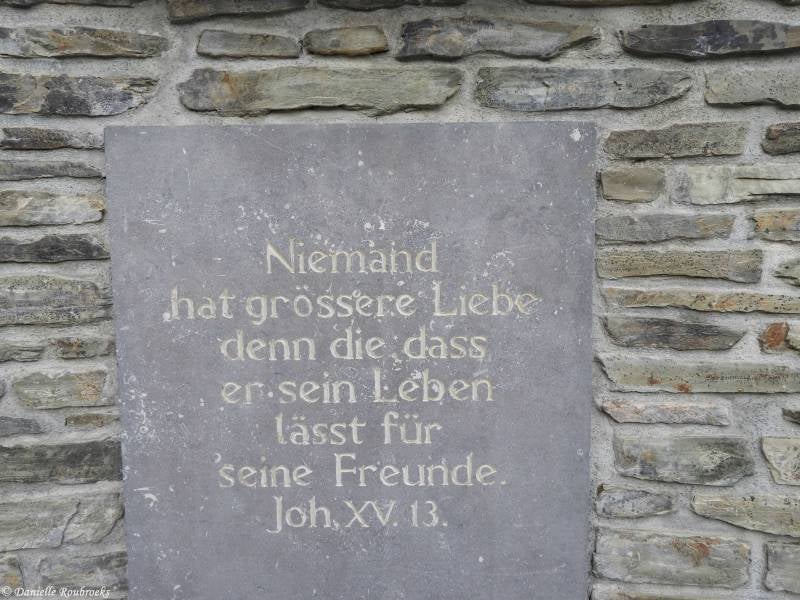 Niemand
hat grössere Liebe
denn die dass
er sein Leben
lässt für
seine Freunde.
Joh. XV. 13.
© Danielle Roubroeks